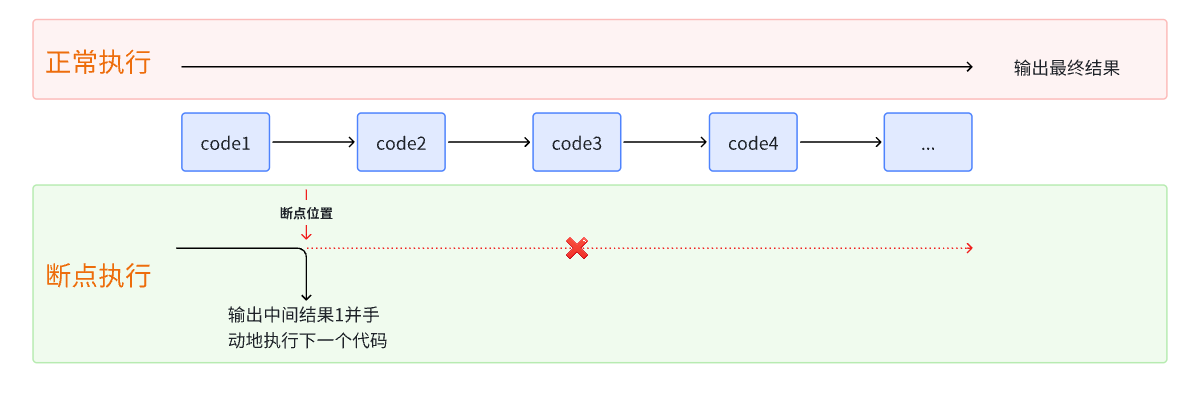 正常执行
输出最终结果
code1
code2
code3
code4
...
断点位置
断点执行
输出中间结果1并手
动地执行下一个代码